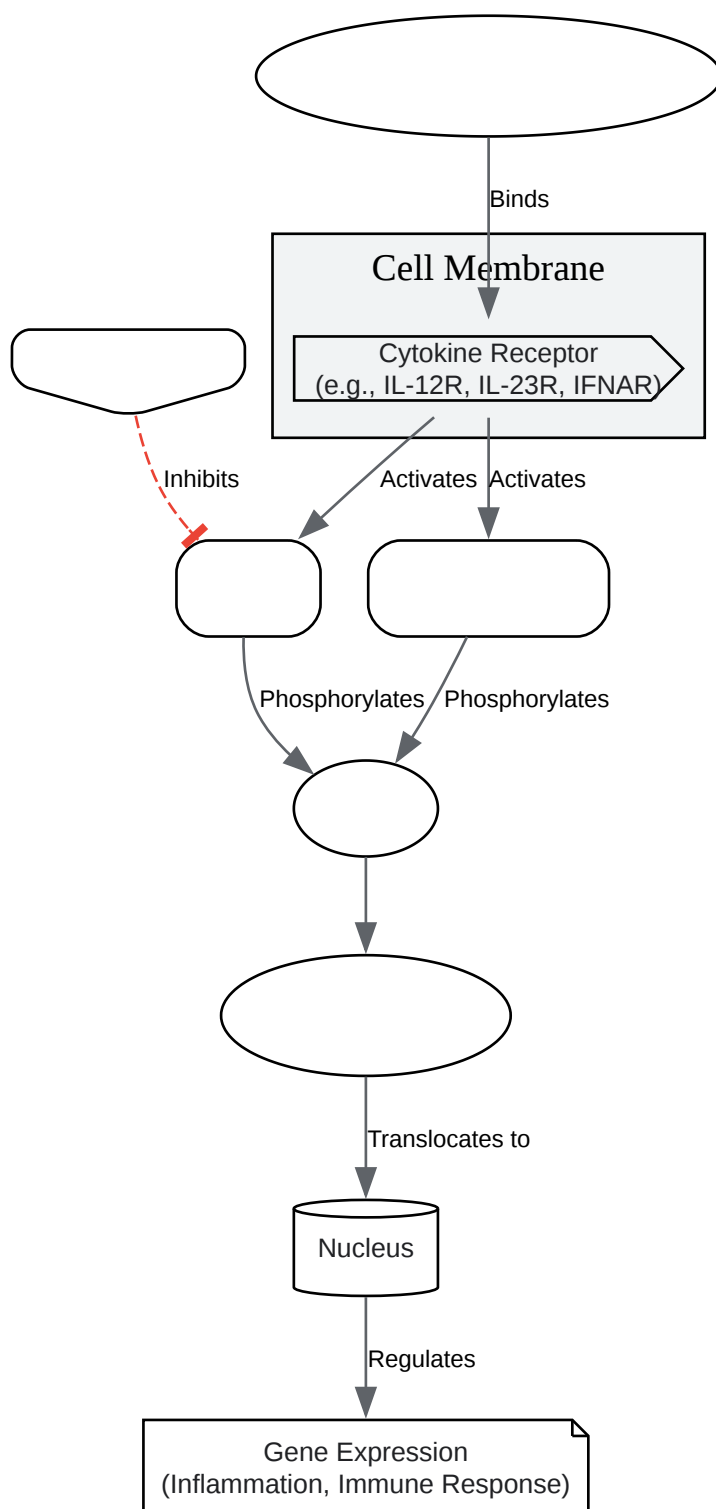 Binds
Cell Membrane
Cytokine Receptor
(e.g., IL-12R, IL-23R, IFNAR)
Inhibits
Activates
Activates
Phosphorylates
Phosphorylates
Translocates to
Nucleus
Regulates
Gene Expression
(Inflammation, Immune Response)